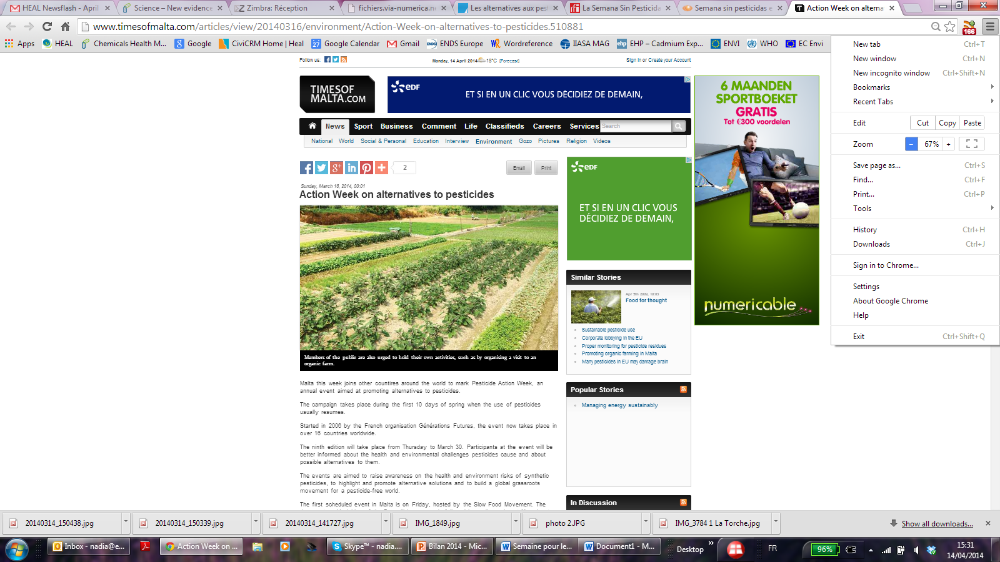 HEAL Newsflash - April
Science – New evidence
Zimbra: Réception
fichiers.via-numerica.ne
Les alternatives aux pest
La Semana Sin Pesticida
Semana sin pesticidas e
Action Week on alterna
www.timesofmalta.com/articles/view/20140316/environment/Action-Week-on-alternatives-to-pesticides.510881
166
Apps
HEAL
Chemicals Health M...
Google
CiviCRM Home | Heal
27 Google Calendar
Gmail
ENDS Europe
Wordreference
IIASA MAG
ehp EHP – Cadmium Exp...
ENVI
WHO
EC Envi
New tab Ctrl+T
New window Ctrl+N
New incognito window Ctrl+Shift+N
Bookmarks
Recent Tabs
Edit Cut Copy Paste
Zoom – 67% +
Save page as... Ctrl+S
Find... Ctrl+F
Print... Ctrl+P
Tools
History Ctrl+H
Downloads Ctrl+J
Sign in to Chrome...
Settings
About Google Chrome
Help
Exit Ctrl+Shift+Q
Follow us:
Monday, 14 April 2014 18°C [Forecast]
Sign in or Create your Account
TIMESOF
MALTA.COM
eDF
ET SI EN UN CLIC VOUS DÉCIDIEZ DE DEMAIN,
6 MAANDEN
SPORTBOEKET
GRATIS
Tot €300 voordelen
numericable
News Sport Business Comment Life Classifieds Careers Services Search
National World Social & Personal Education Interview Environment Gozo Pictures Religion Videos
2
Email Print
Sunday, March 16, 2014, 00:01
Action Week on alternatives to pesticides
Members of the public are also urged to hold their own activities, such as by organising a visit to an
organic farm.
Malta this week joins other countires around the world to mark Pesticide Action Week, an
annual event aimed at promoting alternatives to pesticides.
The campaign takes place during the first 10 days of spring when the use of pesticides
usually resumes.
Started in 2006 by the French organisation Générations Futures, the event now takes place in
over 16 countries worldwide.
The ninth edition will take place from Thursday to March 30. Participants at the event will be
better informed about the health and environmental challenges pesticides cause and about
possible alternatives to them.
The events are aimed to raise awareness on the health and environment risks of synthetic
pesticides, to highlight and promote alternative solutions and to build a global grassroots
movement for a pesticide-free world.
The first scheduled event in Malta is on Friday, hosted by the Slow Food Movement. The
eDF
ET SI EN UN CLIC VOUS
DÉCIDIEZ DE DEMAIN,
Similar Stories
Apr 5th 2009, 10:03
Food for thought
Sustainable pesticide use
Corporate lobbying in the EU
Proper monitoring for pesticide residues
Promoting organic farming in Malta
Many pesticides in EU may damage brain
Popular Stories
Managing energy sustainably
In Discussion
20140314_150438.jpg
20140314_150339.jpg
20140314_141727.jpg
IMG_1849.jpg
photo 2.JPG
IMG_3784 1 La Torche.jpg
Show all downloads...
Inbox - nadia@e...
Action Week on ...
Skype™ - nadia....
Bilan 2014 - Mic...
Semaine pour le...
Document1 - M...
Desktop
FR
96%
15:31
14/04/2014